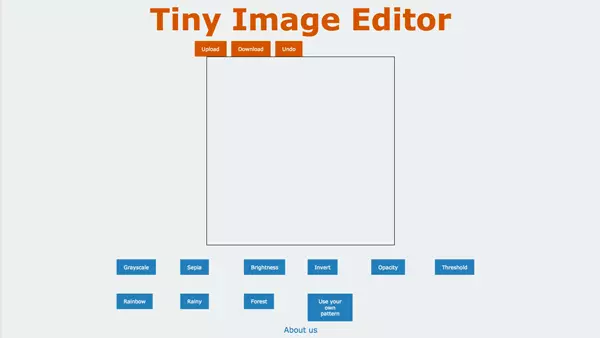 Tiny Image Editor
Upload Download Undo
Grayscale Sepia Brightness Invert Opacity Threshold
Rainbow Rainy Forest Use your
own
pattern
About us